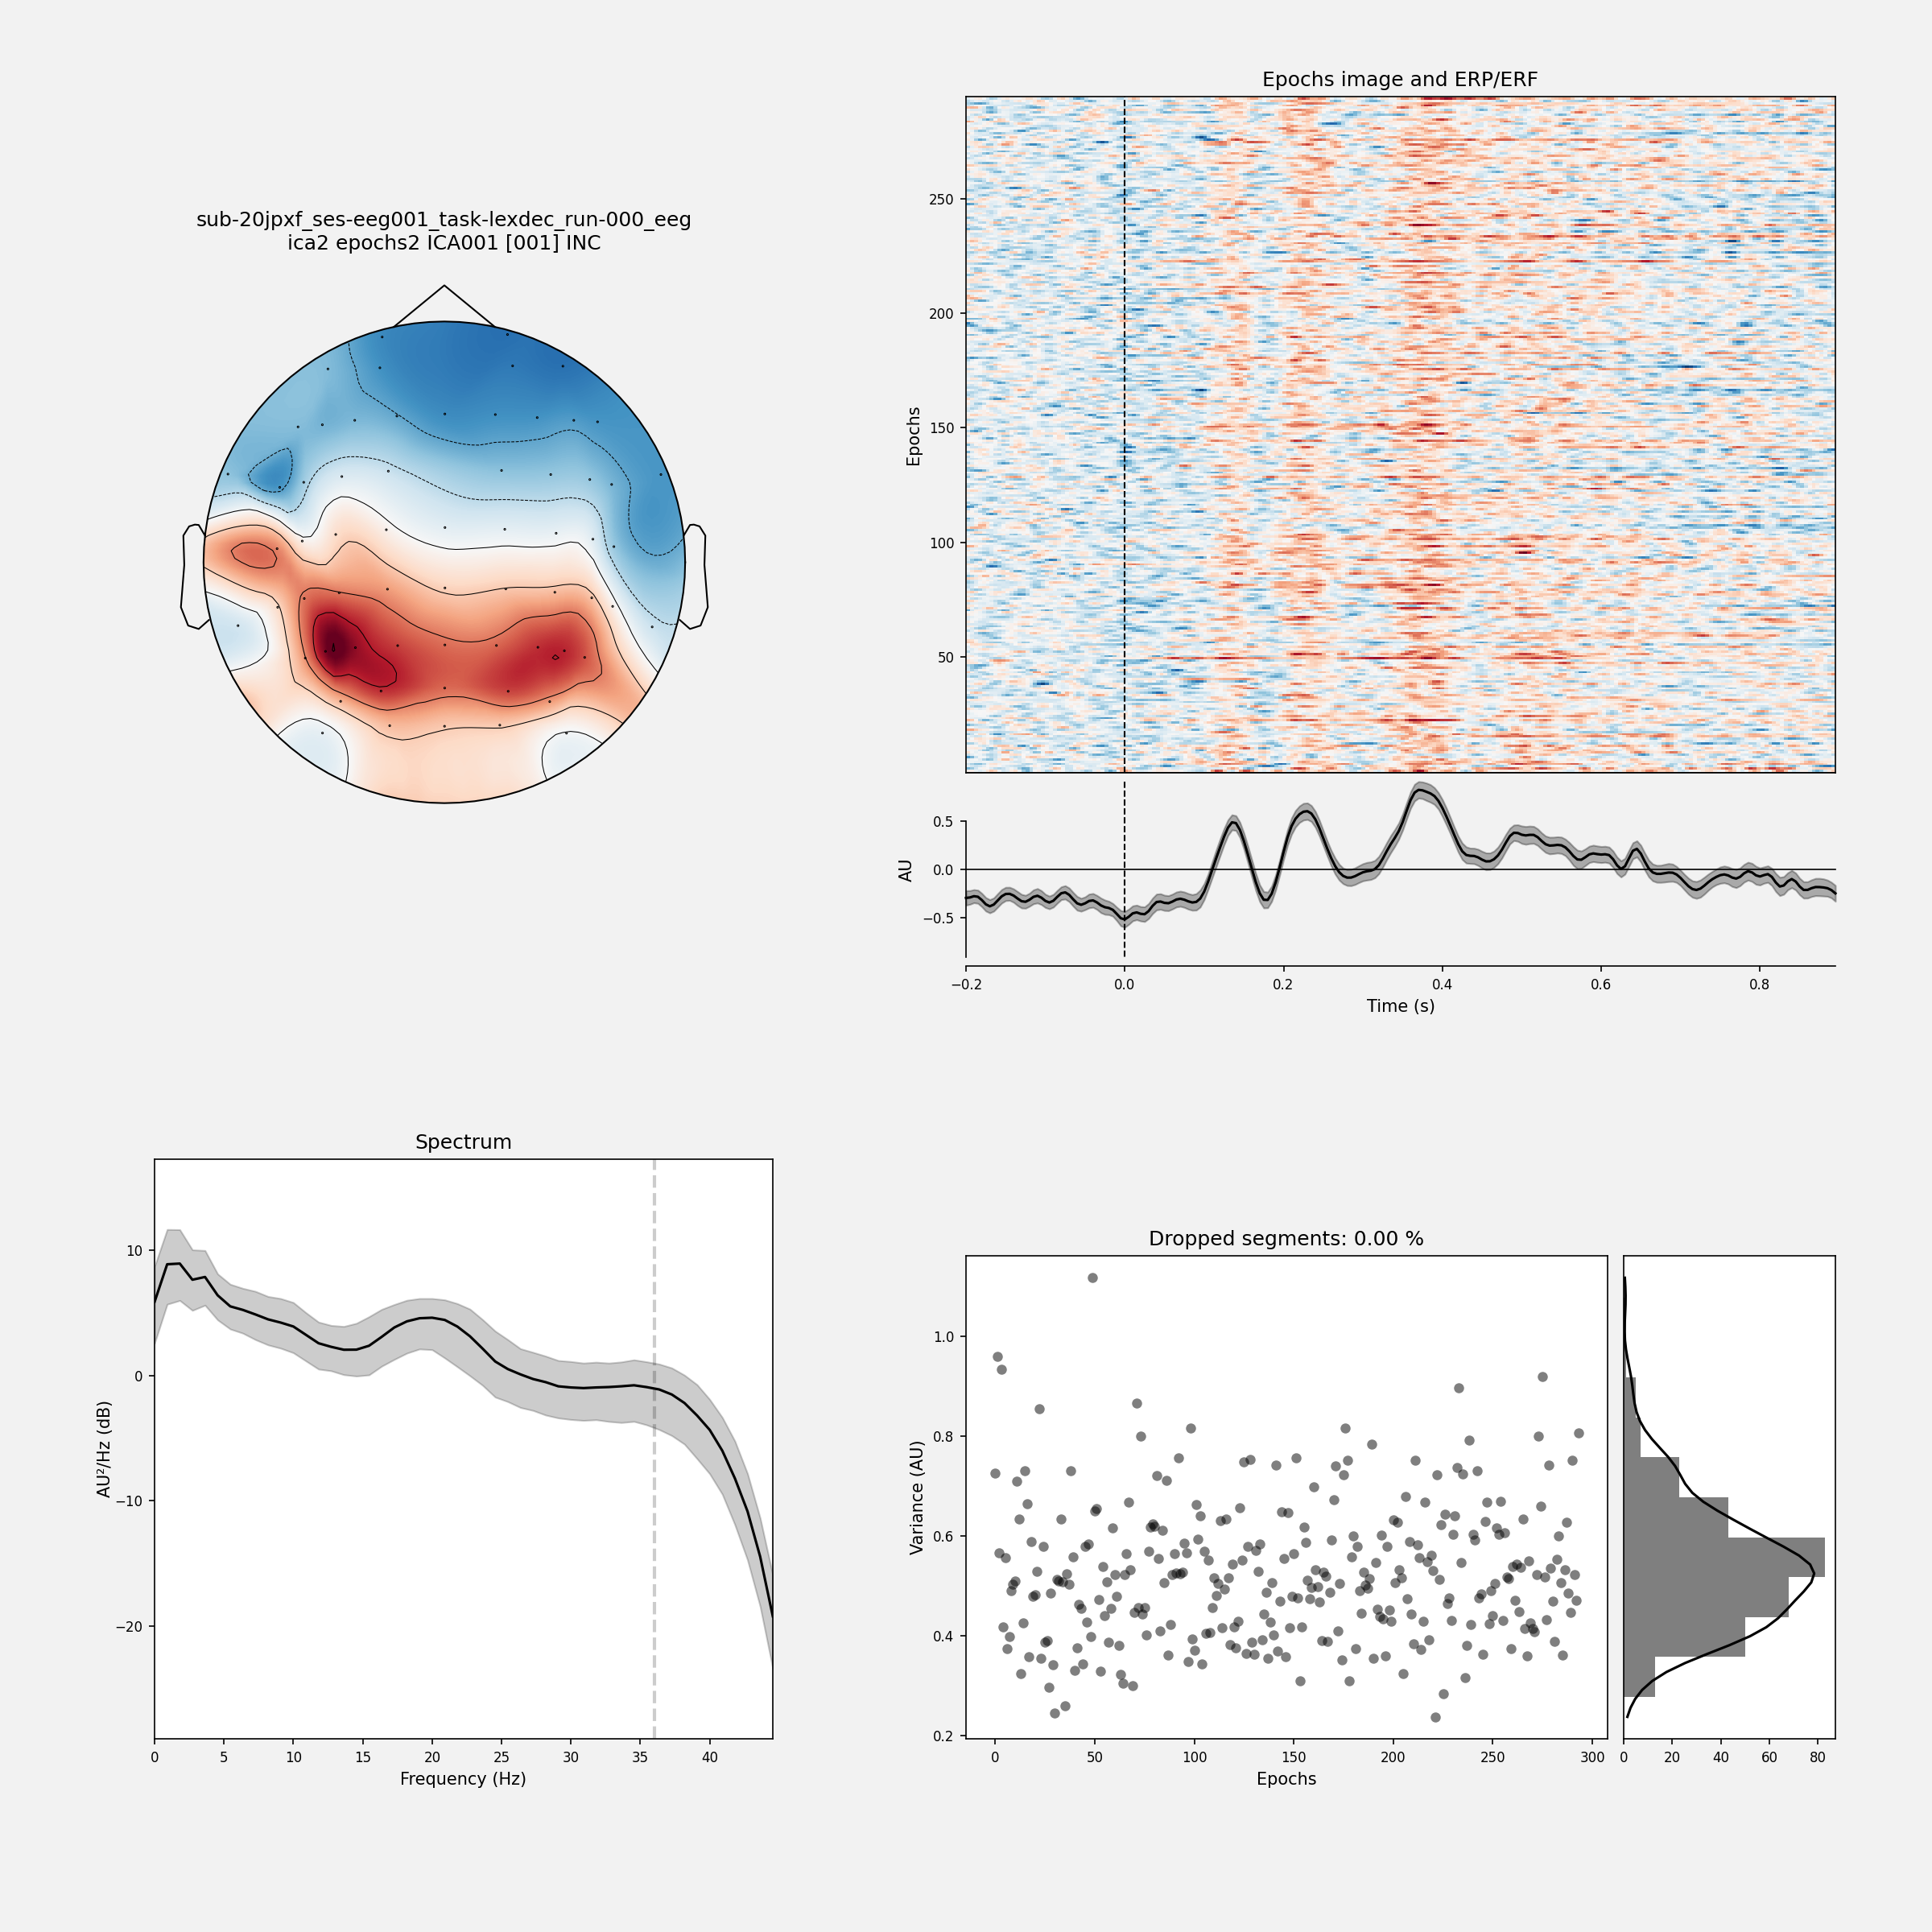 sub-20jpxf_ses-eeg001_task-lexdec_run-000_eeg
ica2 epochs2 ICA001 [001] INC
Epochs image and ERP/ERF
Epochs
250
200
150
100
50
AU
0.5
0.0
−0.5
−0.2 0.0 0.2 0.4 0.6 0.8
Time (s)
Spectrum
AU²/Hz (dB)
10
0
−10
−20
0 5 10 15 20 25 30 35 40
Frequency (Hz)
Dropped segments: 0.00 %
Variance (AU)
1.0
0.8
0.6
0.4
0.2
0 50 100 150 200 250 300
Epochs
0 20 40 60 80